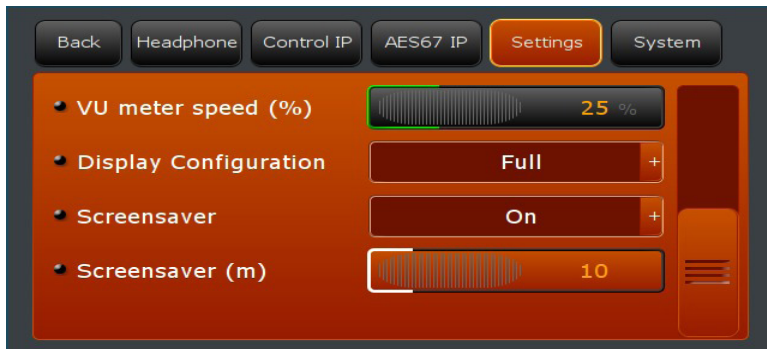 Back Headphone Control IP AES67 IP Settings System
VU meter speed (%) 25 %
Display Configuration Full +
Screensaver On +
Screensaver (m) 10